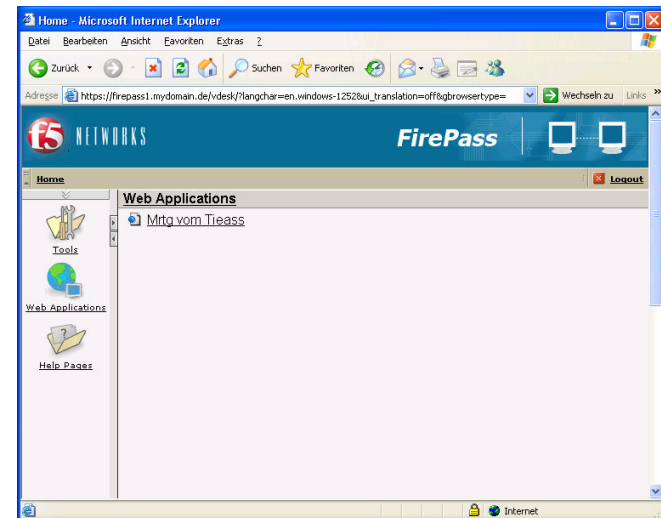 Home - Microsoft Internet Explorer
Datei Bearbeiten Ansicht Favoriten Extras ?
Zurück Suchen Favoriten
Adresse https://firepass1.mydomain.de/vdesk/?langchar=en.windows-1252&ui_translation=off&gbrowsertype= Wechseln zu Links »
f5 NETWORKS FirePass
Home Logout
Web Applications
Mrtg vom Tieass
Tools
Web Applications
Help Pages
Internet